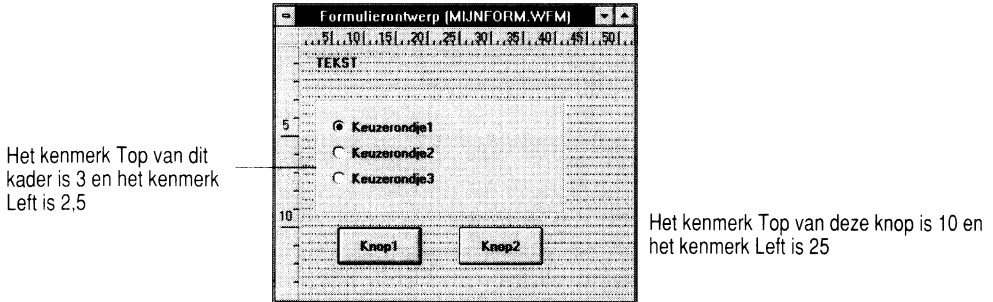 Formulierontwerp (MIJNFORM.WFM)
5 10 15 20 25 30 35 40 45 50
TEKST
5
Keuzerondje1
Keuzerondje2
Keuzerondje3
10
Knop1
Knop2
Het kenmerk Top van dit
kader is 3 en het kenmerk
Left is 2,5
Het kenmerk Top van deze knop is 10 en
het kenmerk Left is 25